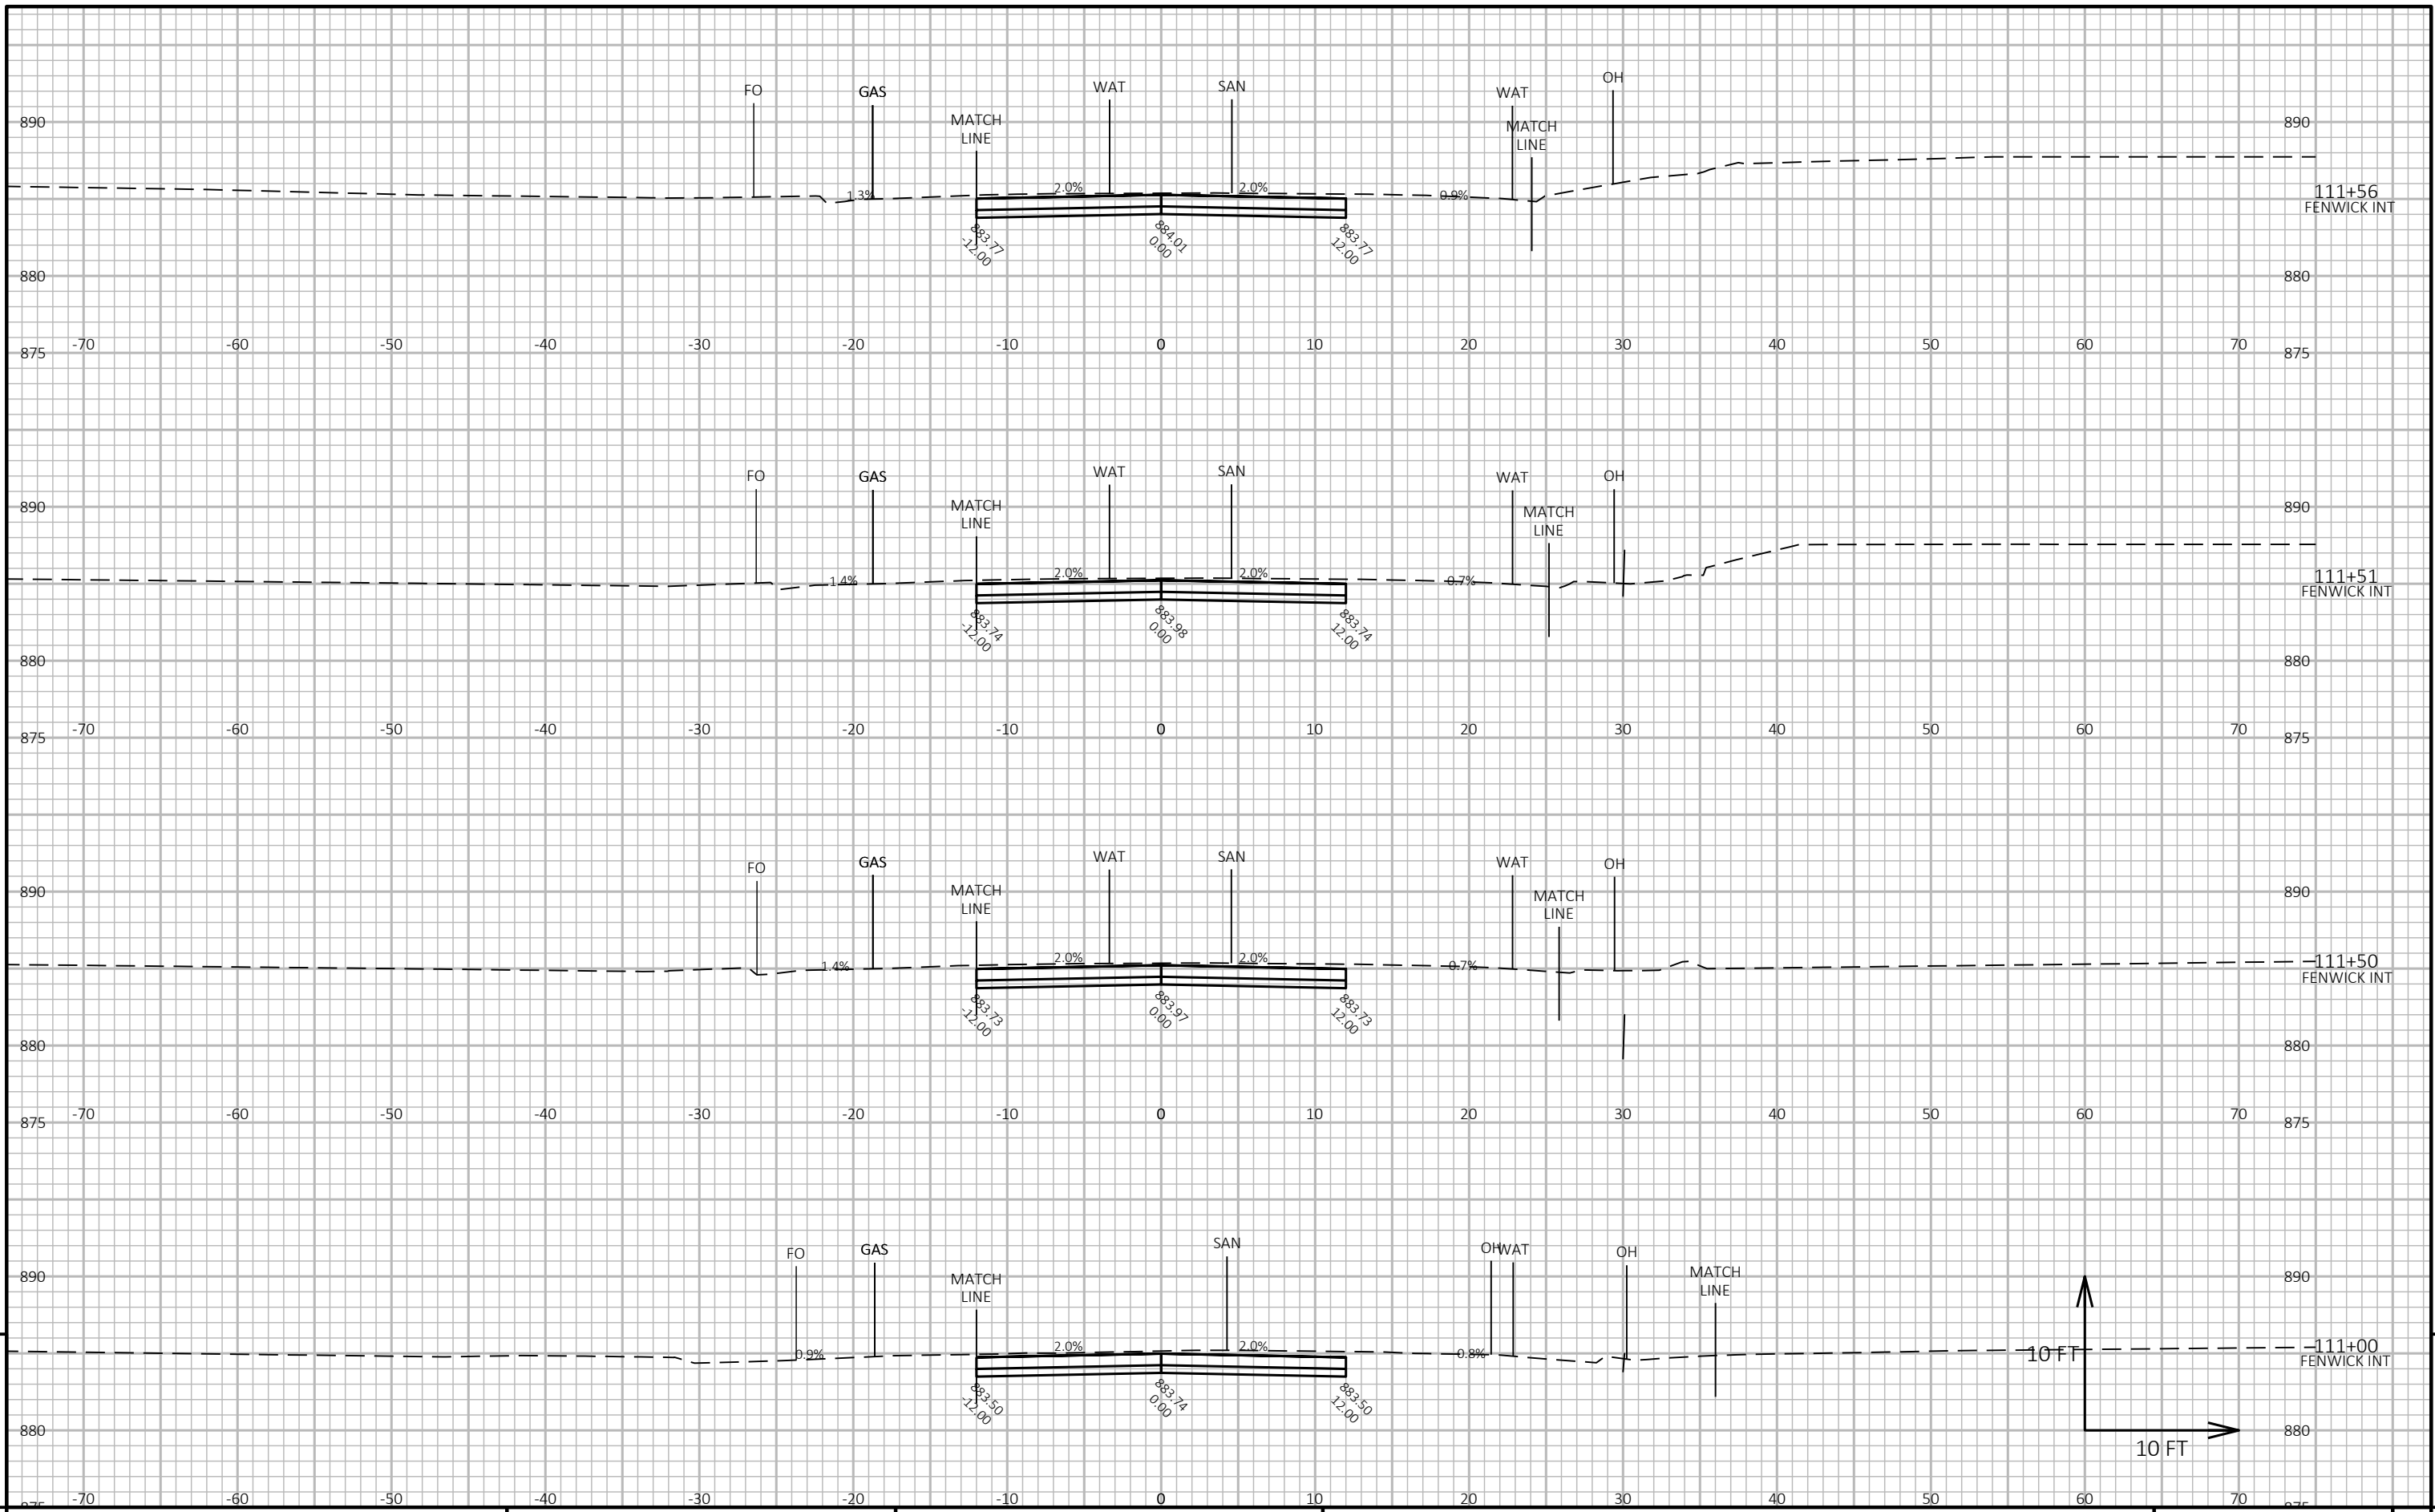 OH
FO GAS WAT SAN WAT
890 MATCH MATCH 890
LINE LINE
1.3% 2.0% 2.0% 0.9% 111+56
FENWICK INT
883.77 884.01 883.77
-12.00 0.00 12.00
880 880
-70 -60 -50 -40 -30 -20 -10 0 10 20 30 40 50 60 70
875 875
FO GAS WAT SAN WAT OH
890 MATCH MATCH 890
LINE LINE
1.4% 2.0% 2.0% 0.7% 111+51
FENWICK INT
883.74 883.98 883.74
-12.00 0.00 12.00
880 880
-70 -60 -50 -40 -30 -20 -10 0 10 20 30 40 50 60 70
875 875
FO GAS WAT SAN WAT OH
890 MATCH MATCH 890
LINE LINE
1.4% 2.0% 2.0% 0.7% 111+50
FENWICK INT
883.73 883.97 883.73
-12.00 0.00 12.00
880 880
-70 -60 -50 -40 -30 -20 -10 0 10 20 30 40 50 60 70
875 875
FO GAS SAN OH WAT OH
890 MATCH MATCH 890
LINE LINE
0.9% 2.0% 2.0% 0.8% 10 FT 111+00
FENWICK INT
883.50 883.74 883.50
-12.00 0.00 12.00
880 880
10 FT
-70 -60 -50 -40 -30 -20 -10 0 10 20 30 40 50 60 70
875 875